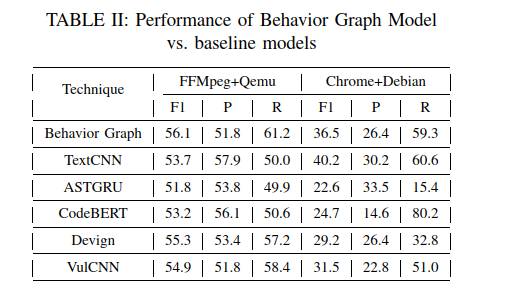 TABLE II: Performance of Behavior Graph Model
vs. baseline models
Technique FFMpeg+Qemu Chrome+Debian
F1 P R F1 P R
Behavior Graph 56.1 51.8 61.2 36.5 26.4 59.3
TextCNN 53.7 57.9 50.0 40.2 30.2 60.6
ASTGRU 51.8 53.8 49.9 22.6 33.5 15.4
CodeBERT 53.2 56.1 50.6 24.7 14.6 80.2
Devign 55.3 53.4 57.2 29.2 26.4 32.8
VulCNN 54.9 51.8 58.4 31.5 22.8 51.0